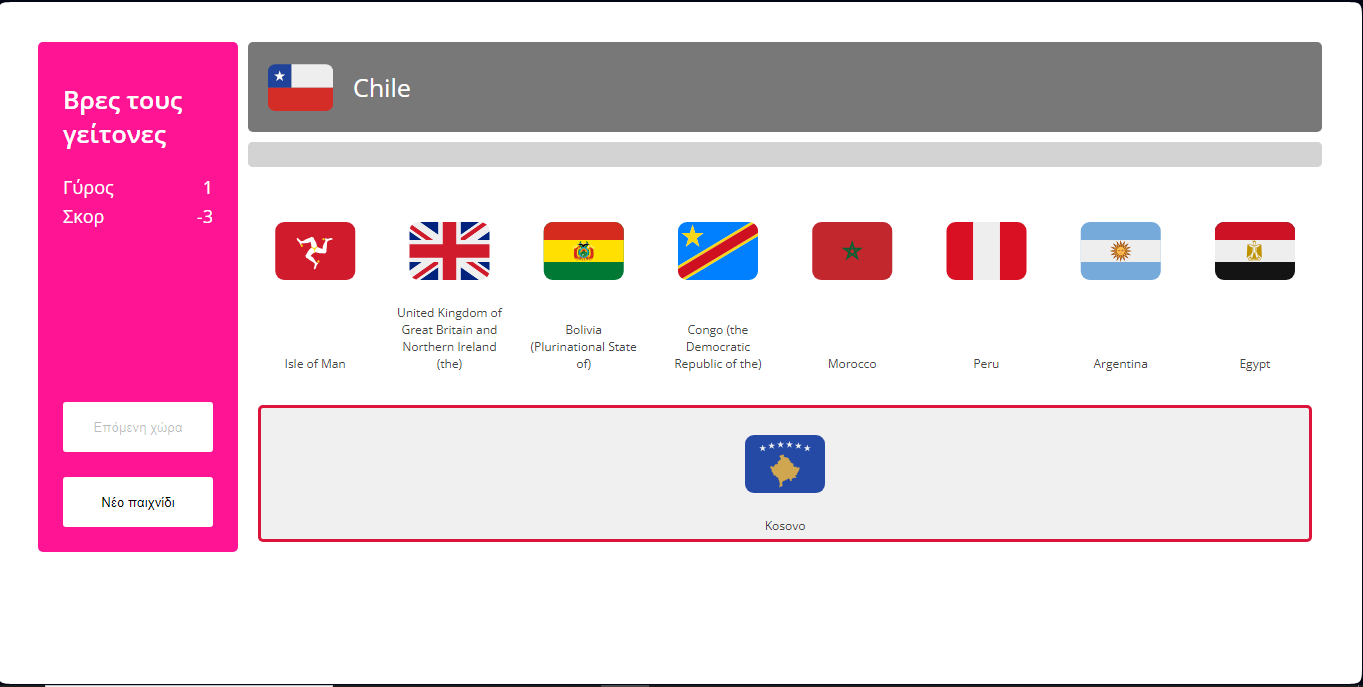 Βρες τους
γείτονες
Γύρος 1
Σκορ -3
Επόμενη χώρα
Νέο παιχνίδι
Chile
Isle of Man
United Kingdom of
Great Britain and
Northern Ireland
(the)
Bolivia
(Plurinational State
of)
Congo (the
Democratic
Republic of the)
Morocco
Peru
Argentina
Egypt
Kosovo